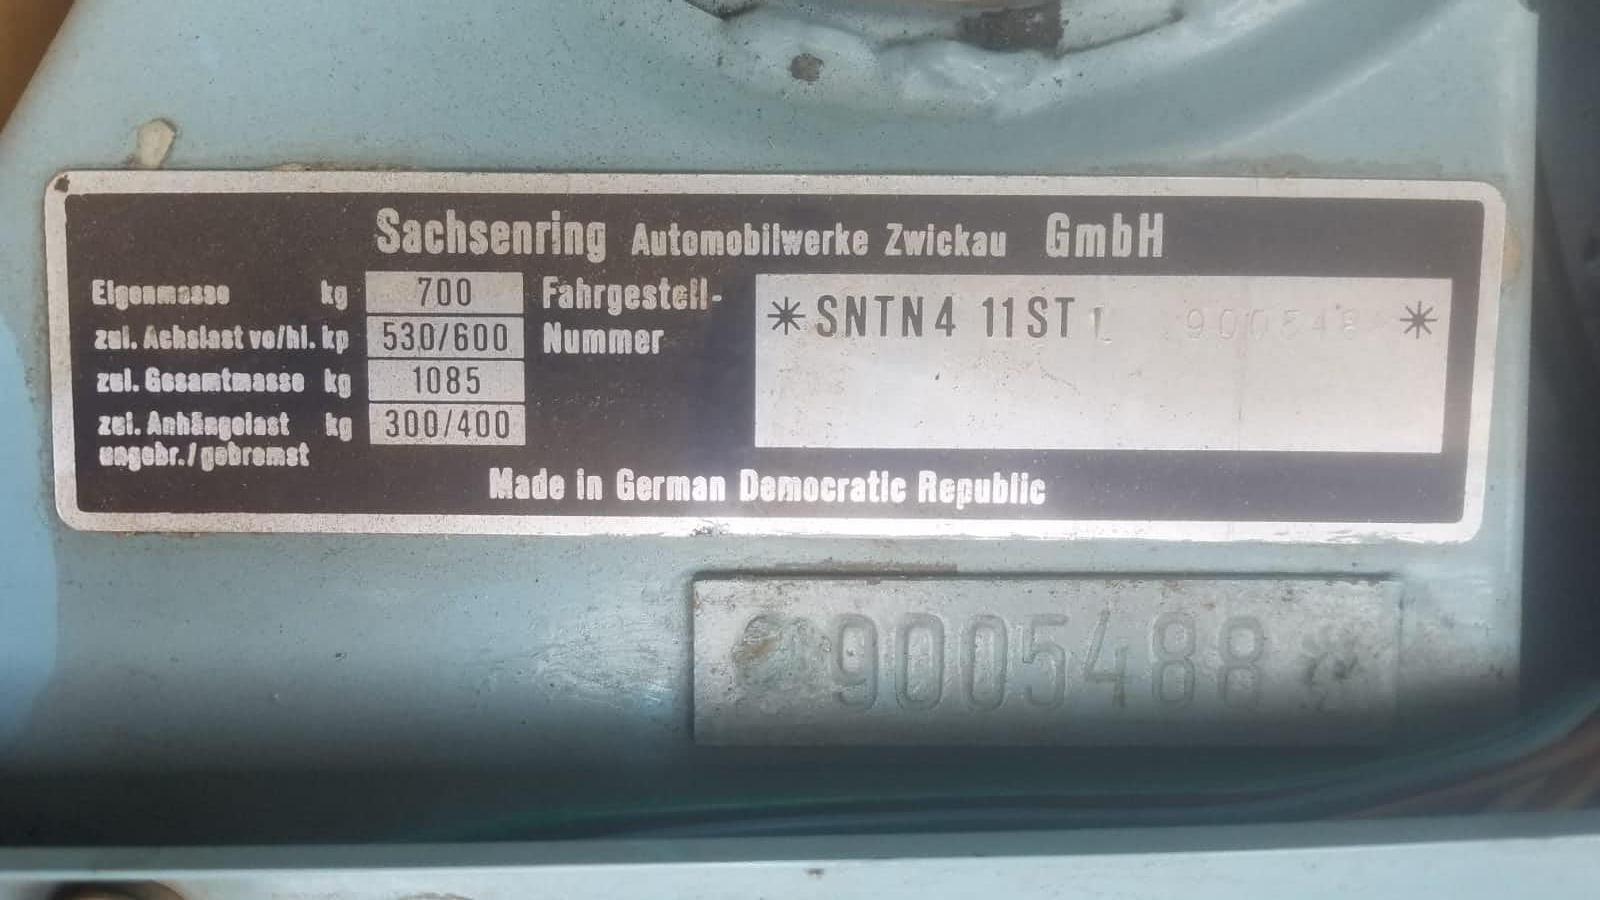 Sachsenring Automobilwerke Zwickau GmbH
Eigenmasse kg 700
zul. Achslast vo/hi. kp 530/600
zul. Gesamtmasse kg 1085
zul. Anhängelast kg 300/400
ungebr./gebremst
Fahrgestell-
Nummer
*SNTN4 11ST *
Made in German Democratic Republic
9005488 *